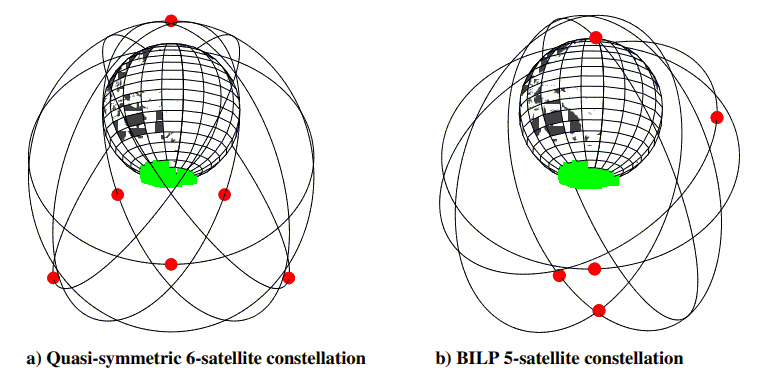 a) Quasi-symmetric 6-satellite constellation
b) BILP 5-satellite constellation